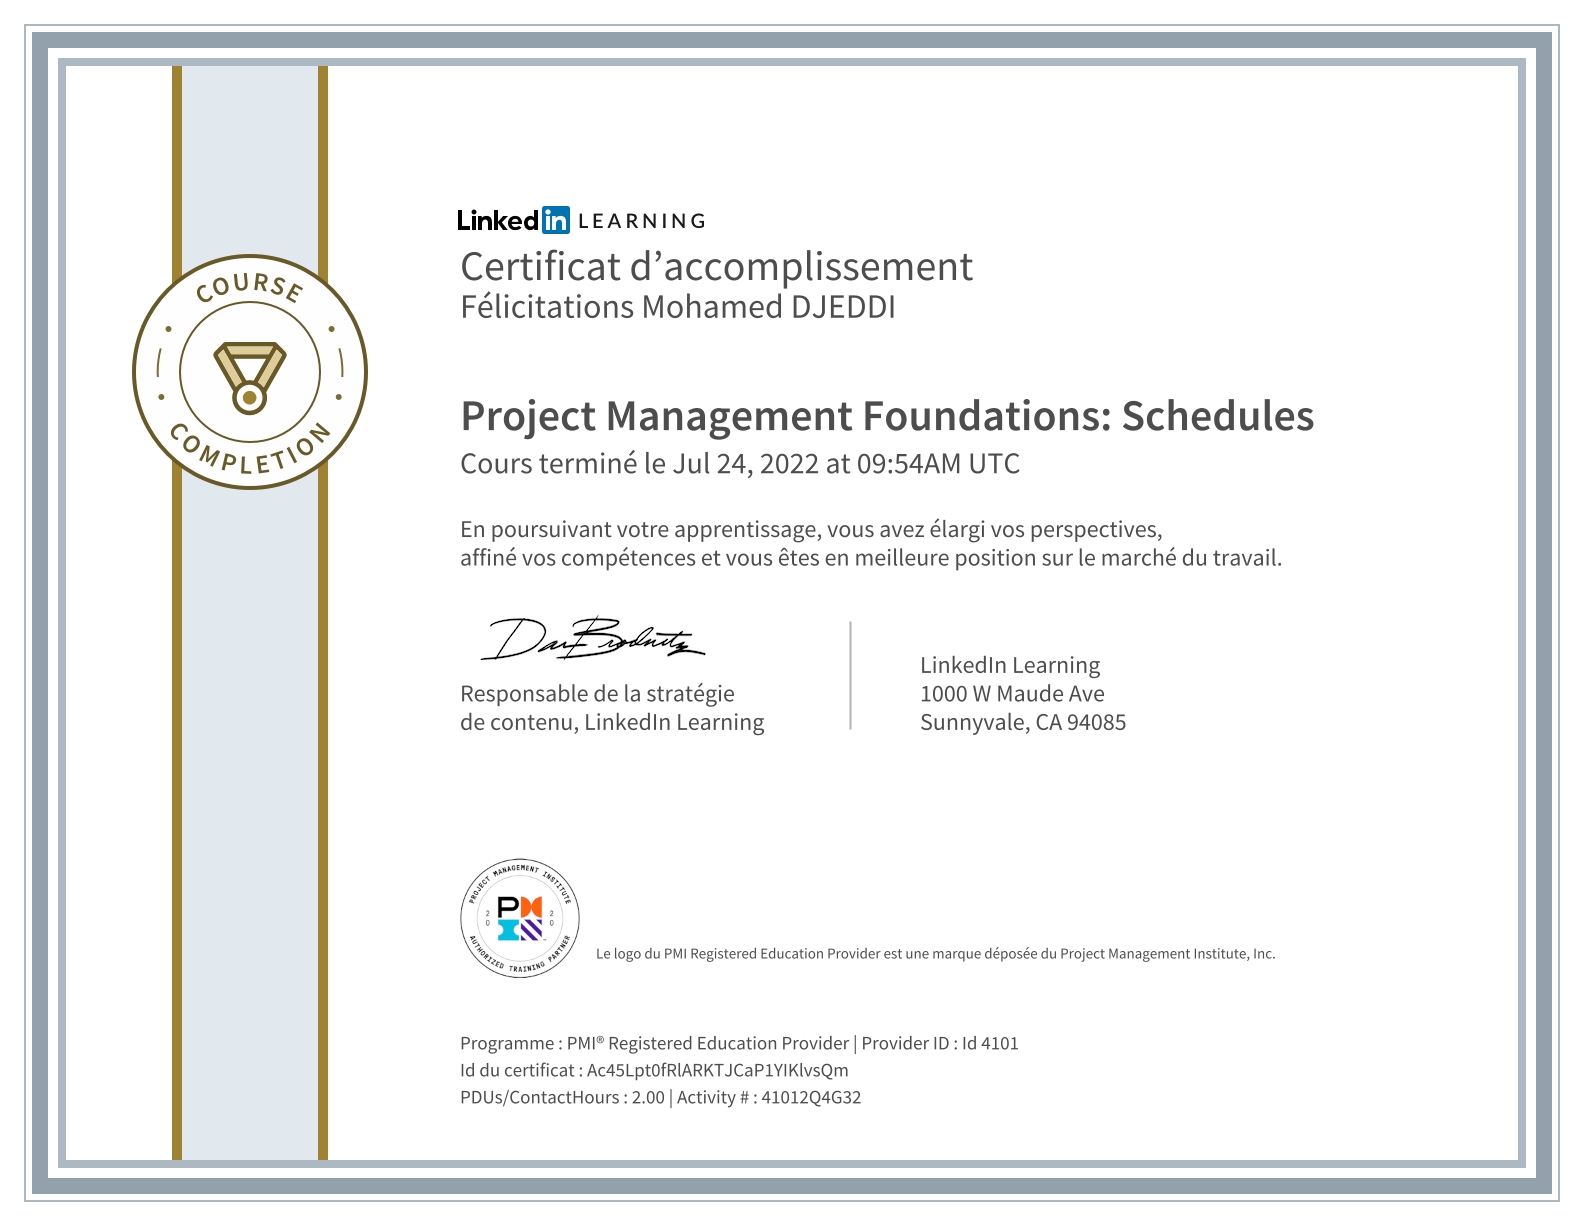 COURSE
COMPLETION
Linkedin LEARNING
Certificat d’accomplissement
Félicitations Mohamed DJEDDI
Project Management Foundations: Schedules
Cours terminé le Jul 24, 2022 at 09:54AM UTC
En poursuivant votre apprentissage, vous avez élargi vos perspectives,
affiné vos compétences et vous êtes en meilleure position sur le marché du travail.
Dan Brodnitz
Responsable de la stratégie
de contenu, LinkedIn Learning
LinkedIn Learning
1000 W Maude Ave
Sunnyvale, CA 94085
PROJECT MANAGEMENT INSTITUTE
20 20
PMI
AUTHORIZED TRAINING PARTNER
Le logo du PMI Registered Education Provider est une marque déposée du Project Management Institute, Inc.
Programme : PMI® Registered Education Provider | Provider ID : Id 4101
Id du certificat : Ac45Lpt0fRlARKTJCaP1YIKlvsQm
PDUs/ContactHours : 2.00 | Activity # : 41012Q4G32